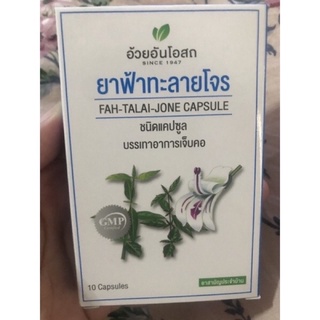 อ้วยอันโอสถ
SINCE 1947
ยาฟ้าทะลายโจร
FAH-TALAI-JONE CAPSULE
ชนิดแคปซูล
บรรเทาอาการเจ็บคอ
GMP
10 Capsules
ยาสามัญประจำบ้าน